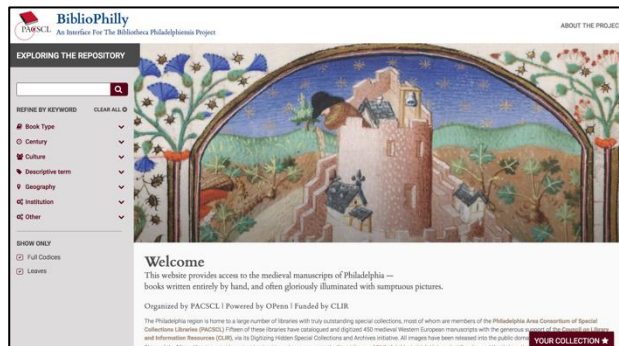 BiblioPhilly
PACSCL
An Interface For The Bibliotheca Philadelphiensis Project
ABOUT THE PROJEC
EXPLORING THE REPOSITORY
REFINE BY KEYWORD CLEAR ALL
Book Type
Century
Culture
Descriptive term
Geography
Institution
Other
SHOW ONLY
Full Codices
Leaves
Welcome
This website provides access to the medieval manuscripts of Philadelphia —
books written entirely by hand, and often gloriously illuminated with sumptuous pictures.
Organized by PACSCL | Powered by OPenn | Funded by CLIR
The Philadelphia region is home to a large number of libraries with truly outstanding special collections, most of whom are members of the Philadelphia Area Consortium of Special
Collections Libraries (PACSCL) Fifteen of these libraries have catalogued and digitized 450 medieval Western European manuscripts with the generous support of the Council on Library
and Information Resources (CLIR), via its Digitizing Hidden Special Collections and Archives initiative. All images have been released into the public doma
YOUR COLLECTION